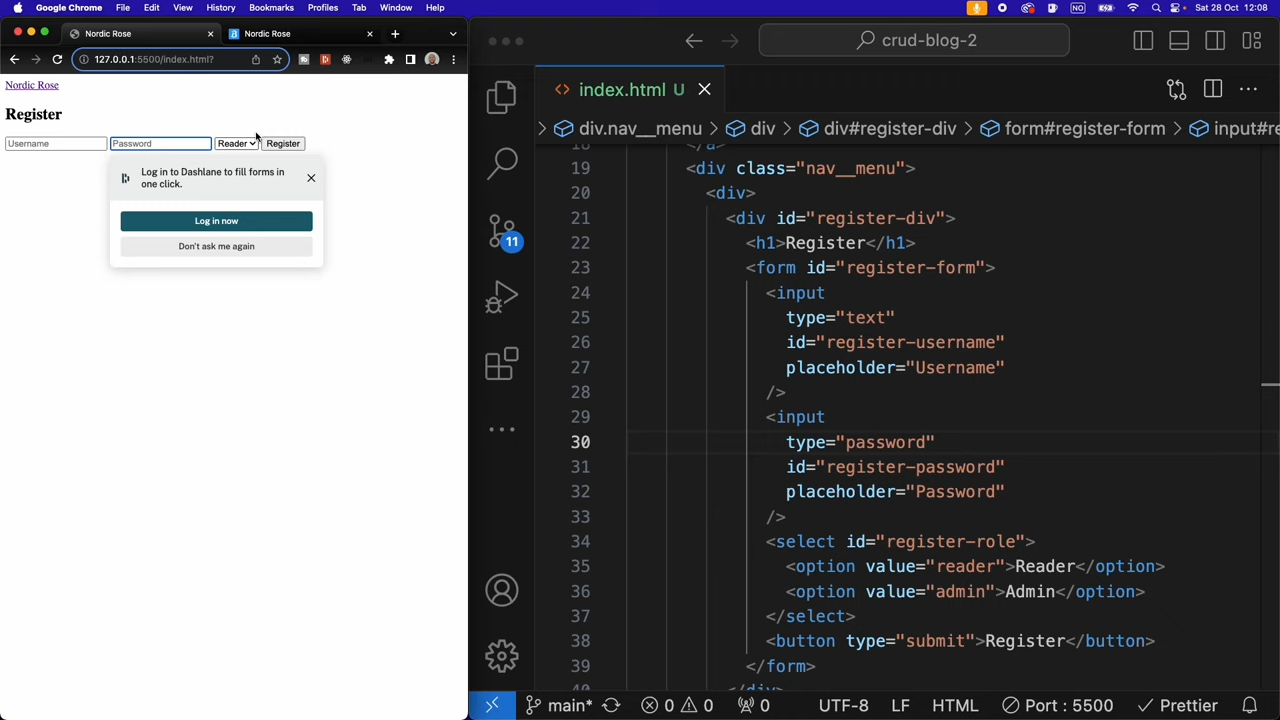 Google Chrome File Edit View History Bookmarks Profiles Tab Window Help NO Sat 28 Oct 12:08
Nordic Rose
Nordic Rose
127.0.0.1:5500/index.html?
Nordic Rose
Register
Username Password Reader Register
Log in to Dashlane to fill forms in
one click.
Log in now
Don't ask me again
crud-blog-2
index.html U
div.nav__menu div div#register-div form#register-form input#re
18 </a>
19 <div class="nav__menu">
20 <div>
21 <div id="register-div">
22 <h1>Register</h1>
23 <form id="register-form">
24 <input
25 type="text"
26 id="register-username"
27 placeholder="Username"
28 />
29 <input
30 type="password"
31 id="register-password"
32 placeholder="Password"
33 />
34 <select id="register-role">
35 <option value="reader">Reader</option>
36 <option value="admin">Admin</option>
37 </select>
38 <button type="submit">Register</button>
39 </form>
40 </div>
11
main* 0 0 0 UTF-8 LF HTML Port : 5500 Prettier